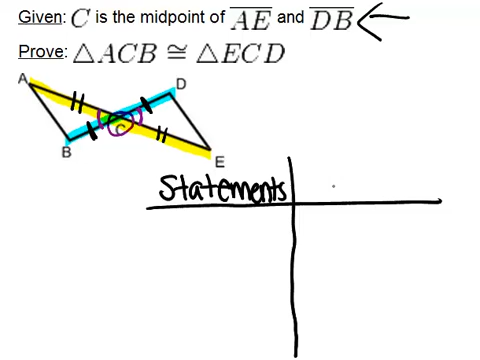 Given: C is the midpoint of AE and DB
Prove: △ACB ≅ △ECD
A
D
C
B
E
Statements